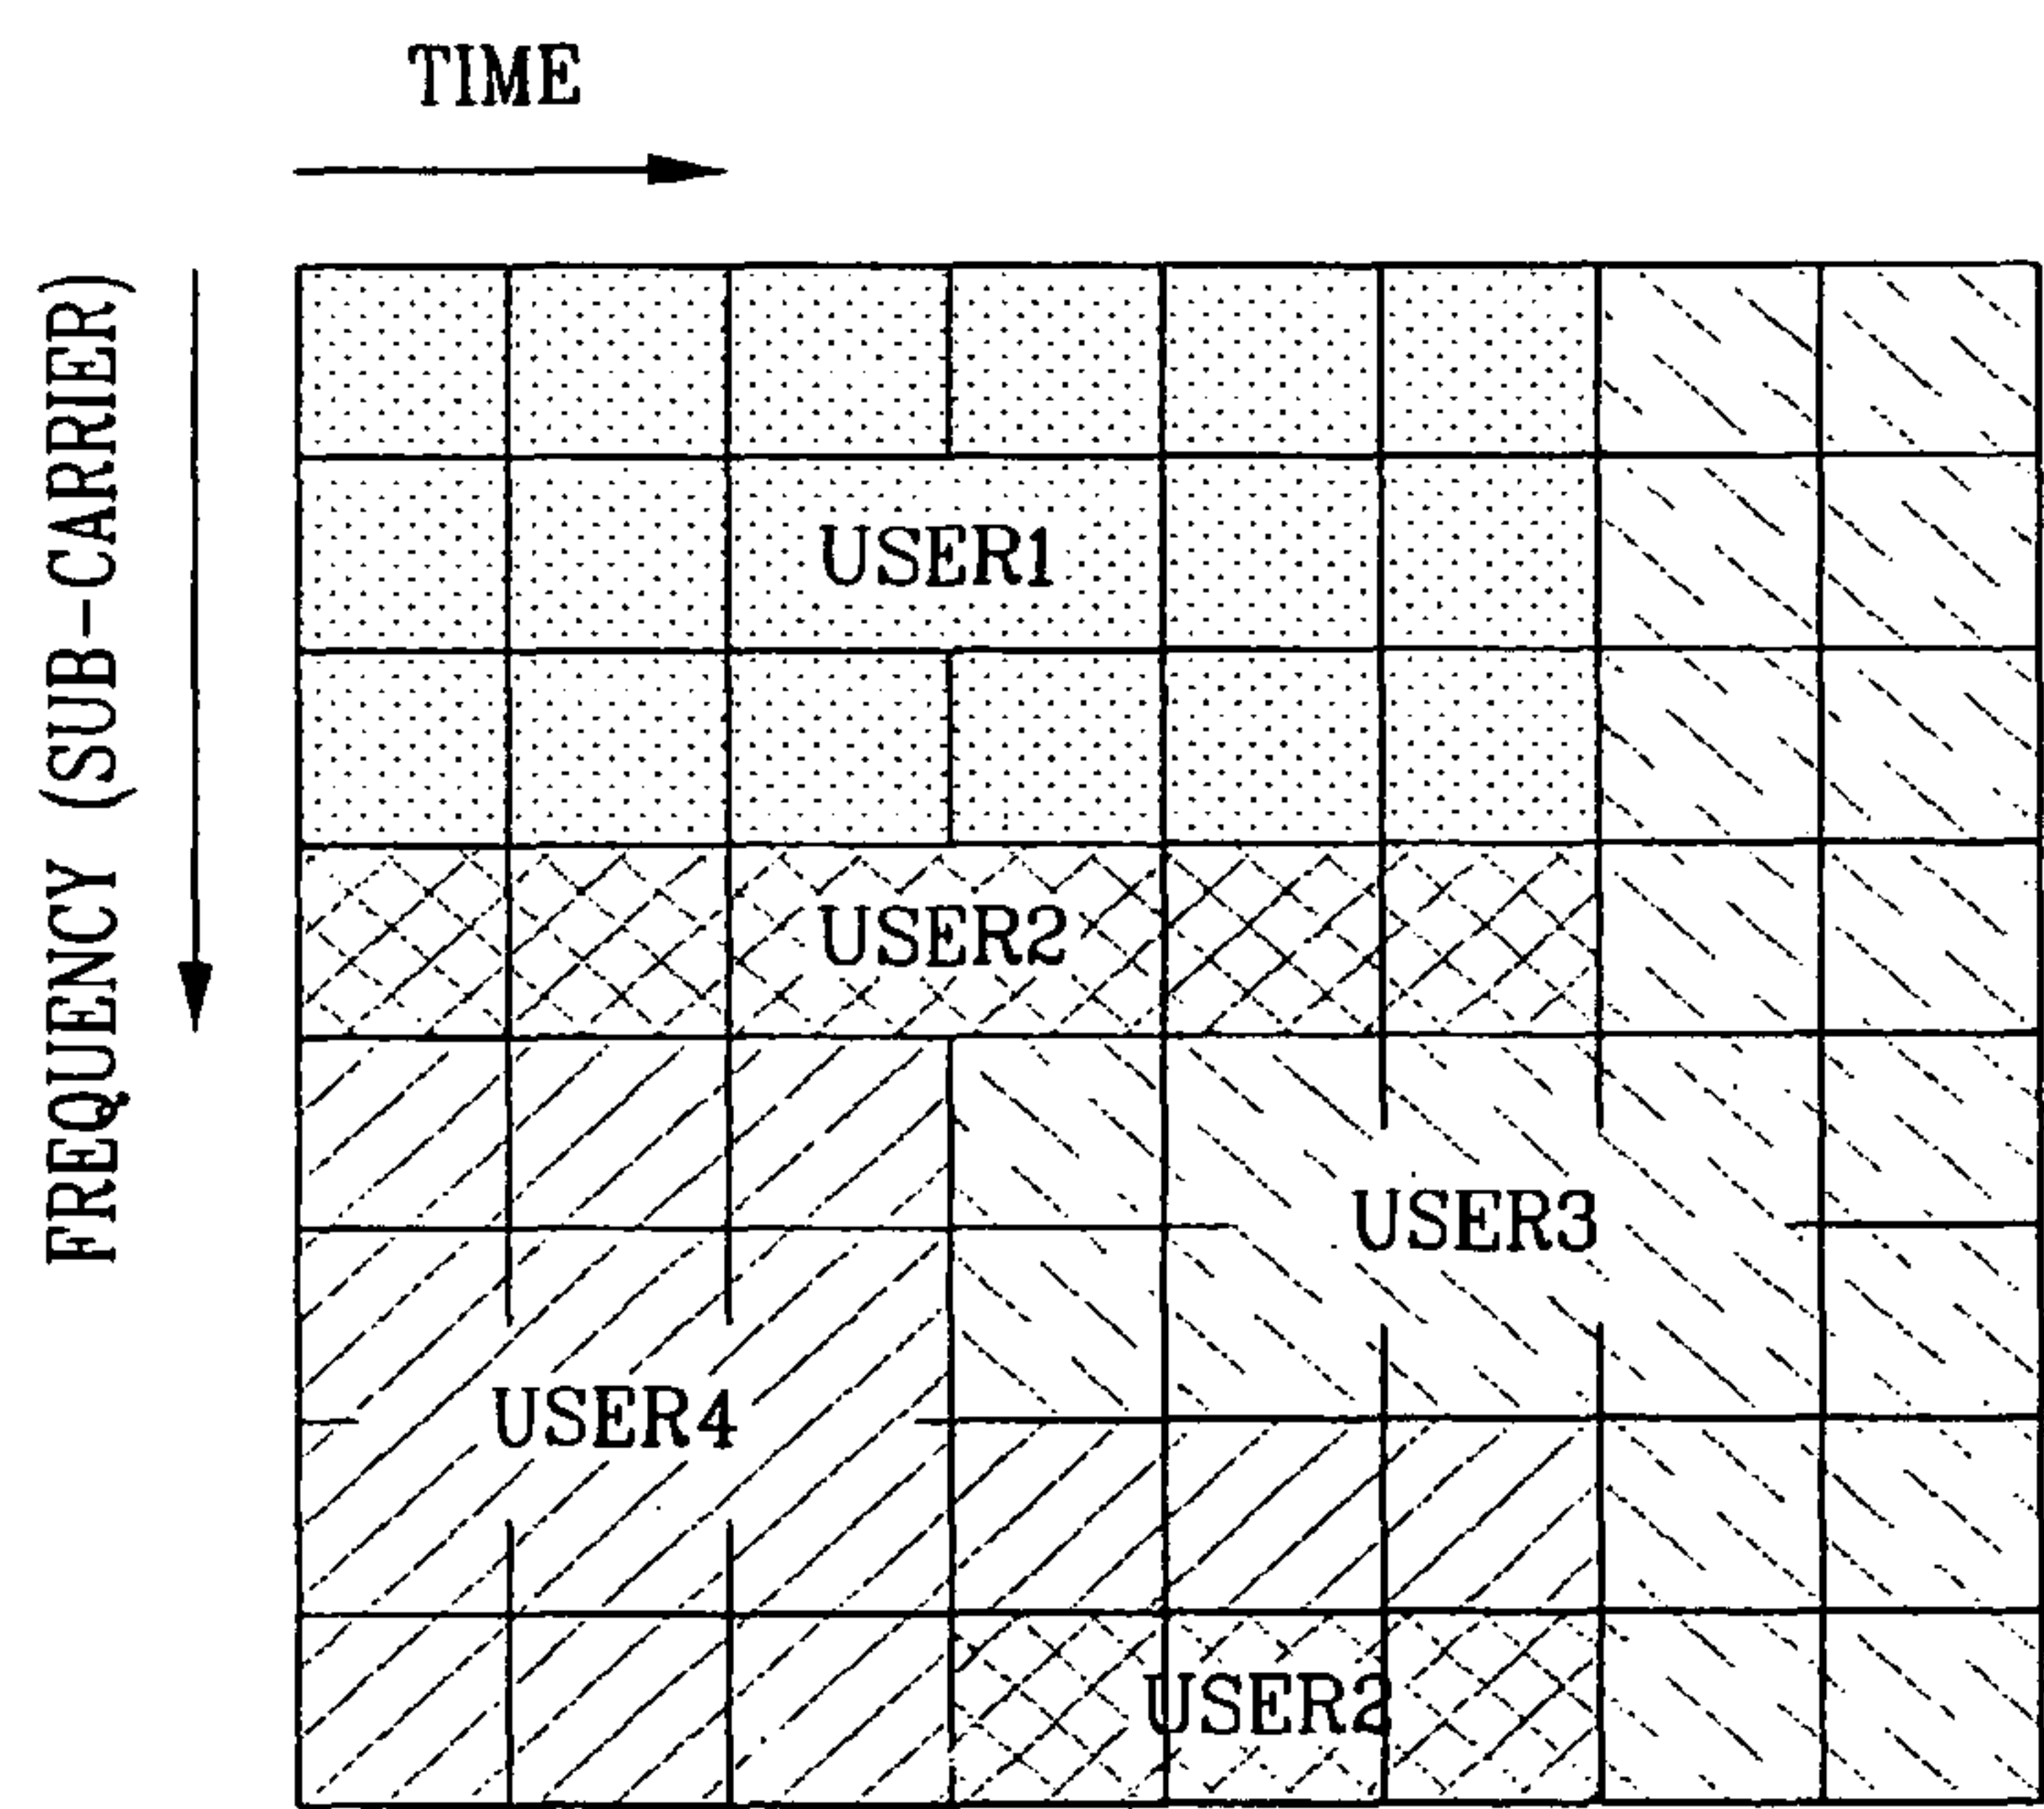 TIME
FREQUENCY (SUB-CARRIER)
USER1
USER2
USER3
USER4
USER2